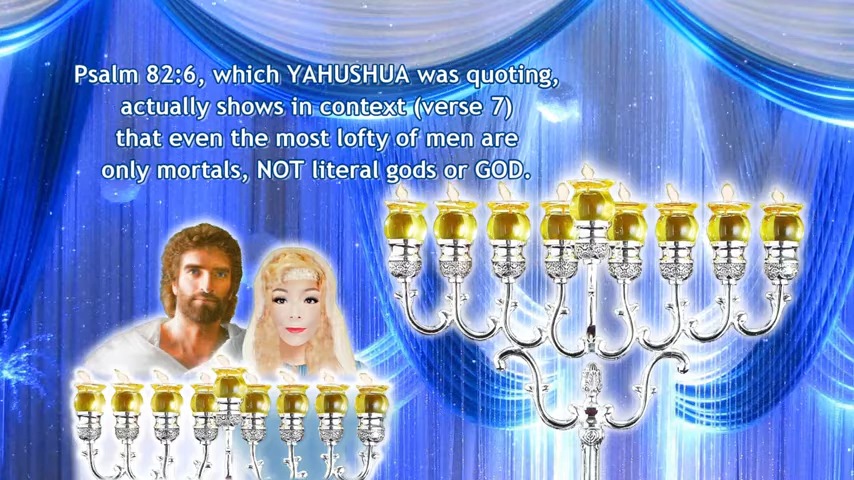 Psalm 82:6, which YAHUSHUA was quoting,
actually shows in context (verse 7)
that even the most lofty of men are
only mortals, NOT literal gods or GOD.